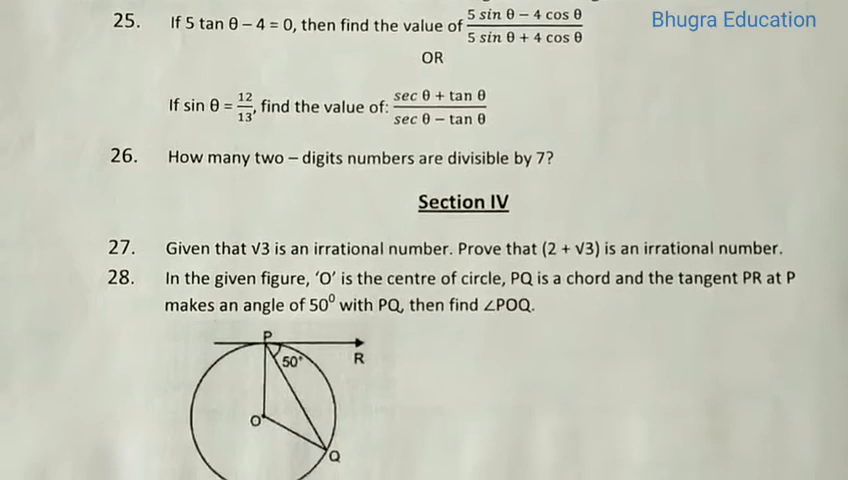 Bhugra Education
25. If 5 tan θ – 4 = 0, then find the value of (5 sin θ − 4 cos θ)/(5 sin θ + 4 cos θ)
OR
If sin θ = 12/13, find the value of: (sec θ + tan θ)/(sec θ − tan θ)
26. How many two – digits numbers are divisible by 7?
Section IV
27. Given that √3 is an irrational number. Prove that (2 + √3) is an irrational number.
28. In the given figure, ‘O’ is the centre of circle, PQ is a chord and the tangent PR at P
makes an angle of 50⁰ with PQ, then find ∠POQ.
P
50°
R
O
Q